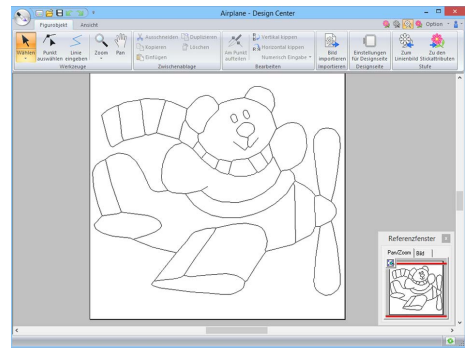 Airplane - Design Center
Figurobjekt Ansicht Option
Wählen Punkt auswählen Linie eingeben Zoom Pan
Ausschneiden Duplizieren
Kopieren Löschen
Einfügen
Am Punkt aufteilen
Vertikal kippen
Horizontal kippen
Numerisch Eingabe
Bild importieren
Einstellungen für Designseite
Zum Linienbild
Zu den Stickattributen
Werkzeuge Zwischenablage Bearbeiten Importieren Designseite Stufe
Referenzfenster x
Pan/Zoom Bild